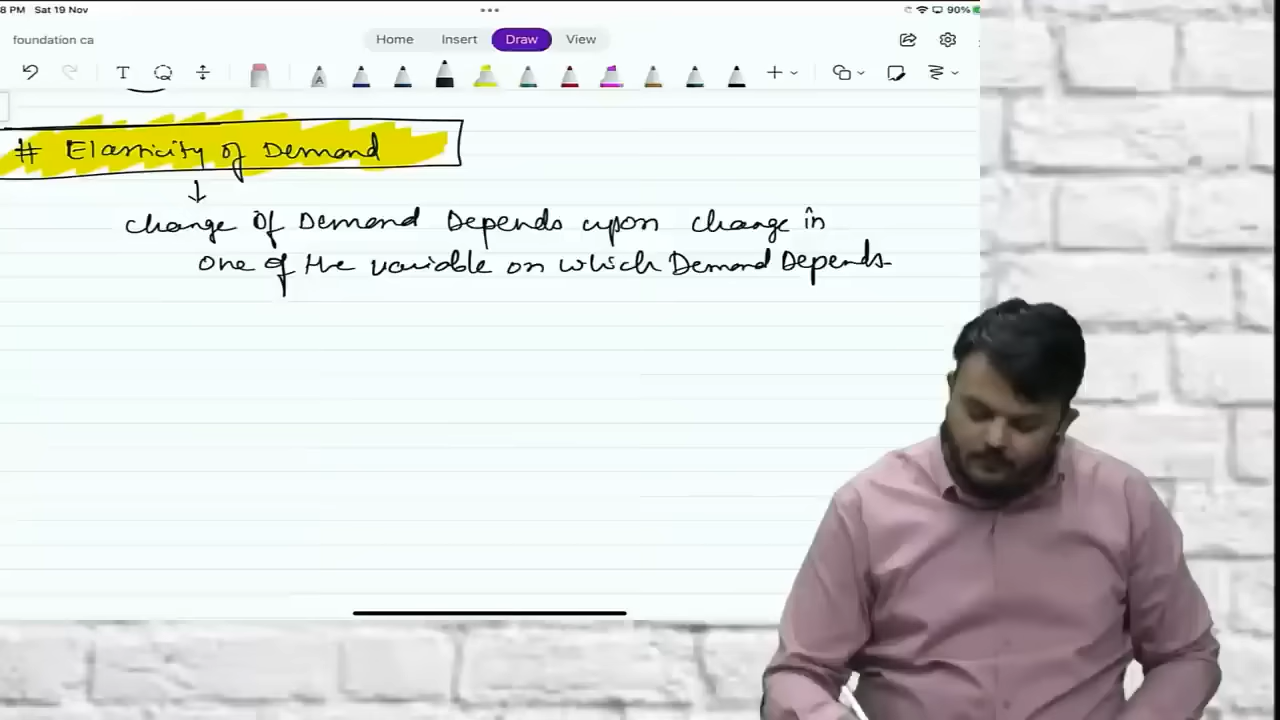 8 PM Sat 19 Nov
90%
foundation ca
Home Insert Draw View
# Elasticity of Demand
change of Demand Depends upon change in
one of the variable on which Demand Depends